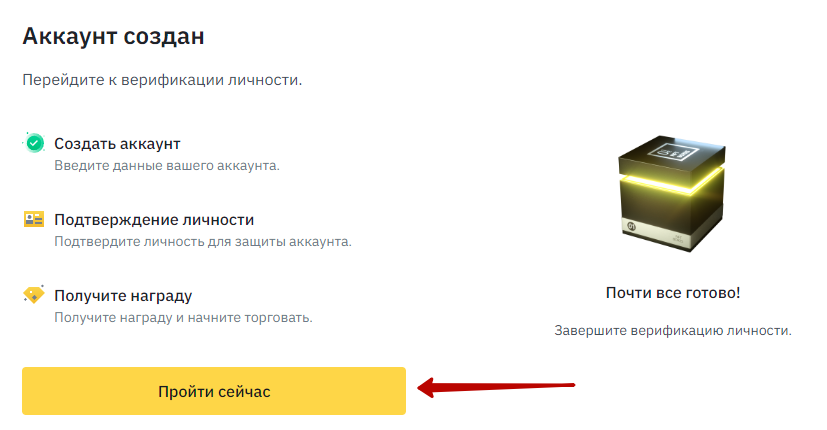 Аккаунт создан
Перейдите к верификации личности.
Создать аккаунт
Введите данные вашего аккаунта.
Подтверждение личности
Подтвердите личность для защиты аккаунта.
Получите награду
Получите награду и начните торговать.
Почти все готово!
Завершите верификацию личности.
Пройти сейчас